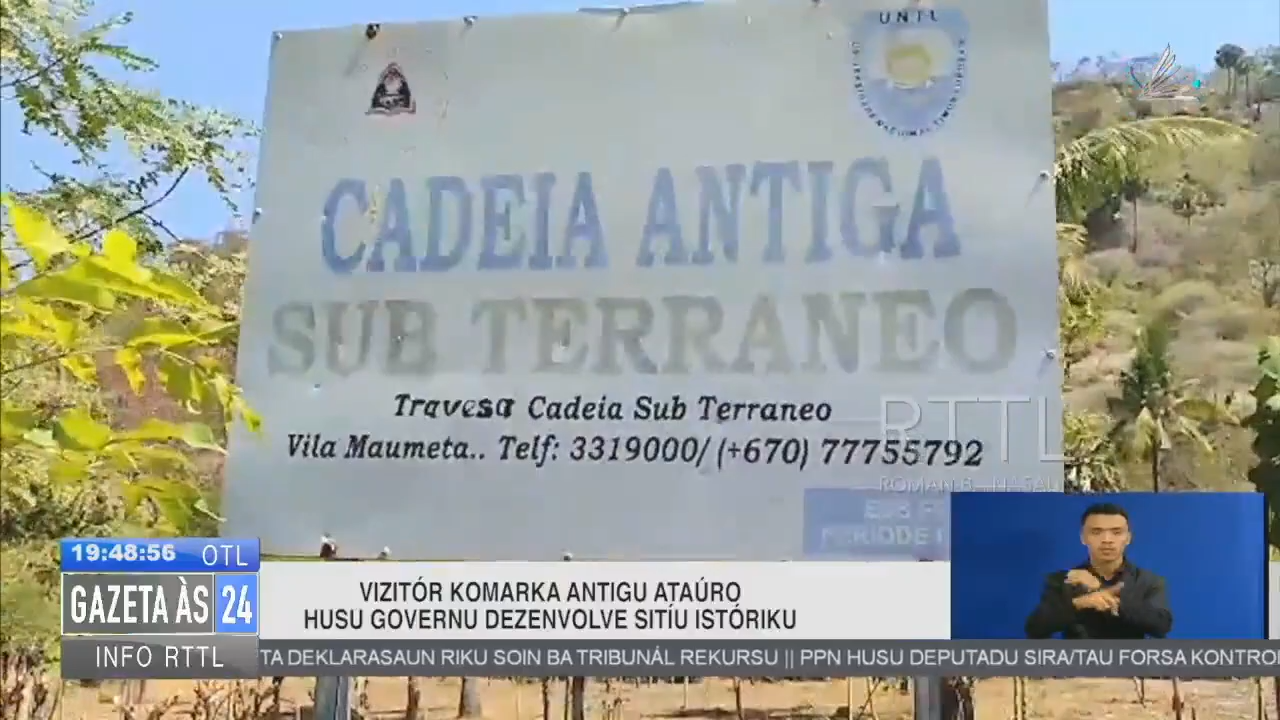 UNTL
CADEIA ANTIGA
SUB TERRANEO
Travesa Cadeia Sub Terraneo
Vila Maumeta.. Telf: 3319000/ (+670) 77755792
RTTL
19:48:56 OTL
GAZETA ÀS 24
VIZITÓR KOMARKA ANTIGU ATAÚRO
HUSU GOVERNU DEZENVOLVE SITÍU ISTÓRIKU
INFO RTTL
TA DEKLARASAUN RIKU SOIN BA TRIBUNÁL REKURSU || PPN HUSU DEPUTADU SIRA/TAU FORSA KONTRO